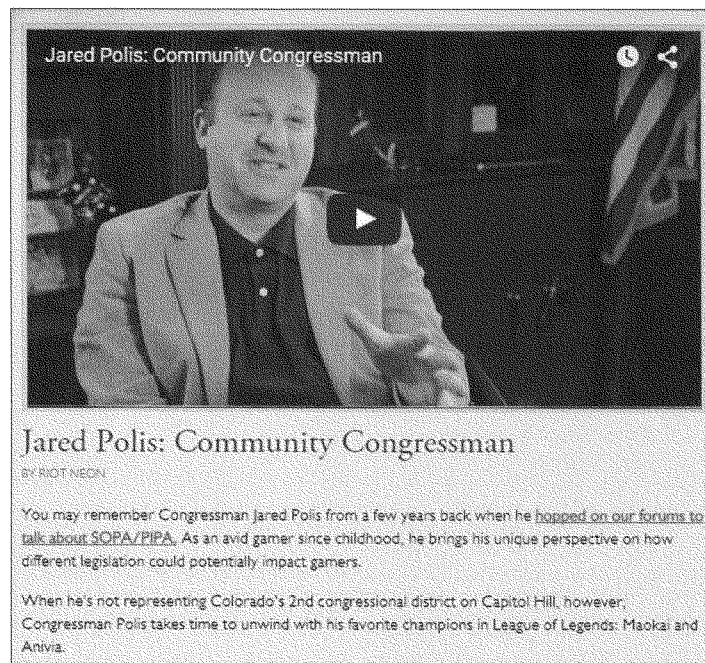 Jared Polis: Community Congressman
Jared Polis: Community Congressman
BY RIOT NEON
You may remember Congressman Jared Polis from a few years back when he hopped on our forums to
talk about SOPA/PIPA. As an avid gamer since childhood, he brings his unique perspective on how
different legislation could potentially impact gamers.
When he's not representing Colorado's 2nd congressional district on Capitol Hill, however,
Congressman Polis takes time to unwind with his favorite champions in League of Legends: Maokai and
Anivia.